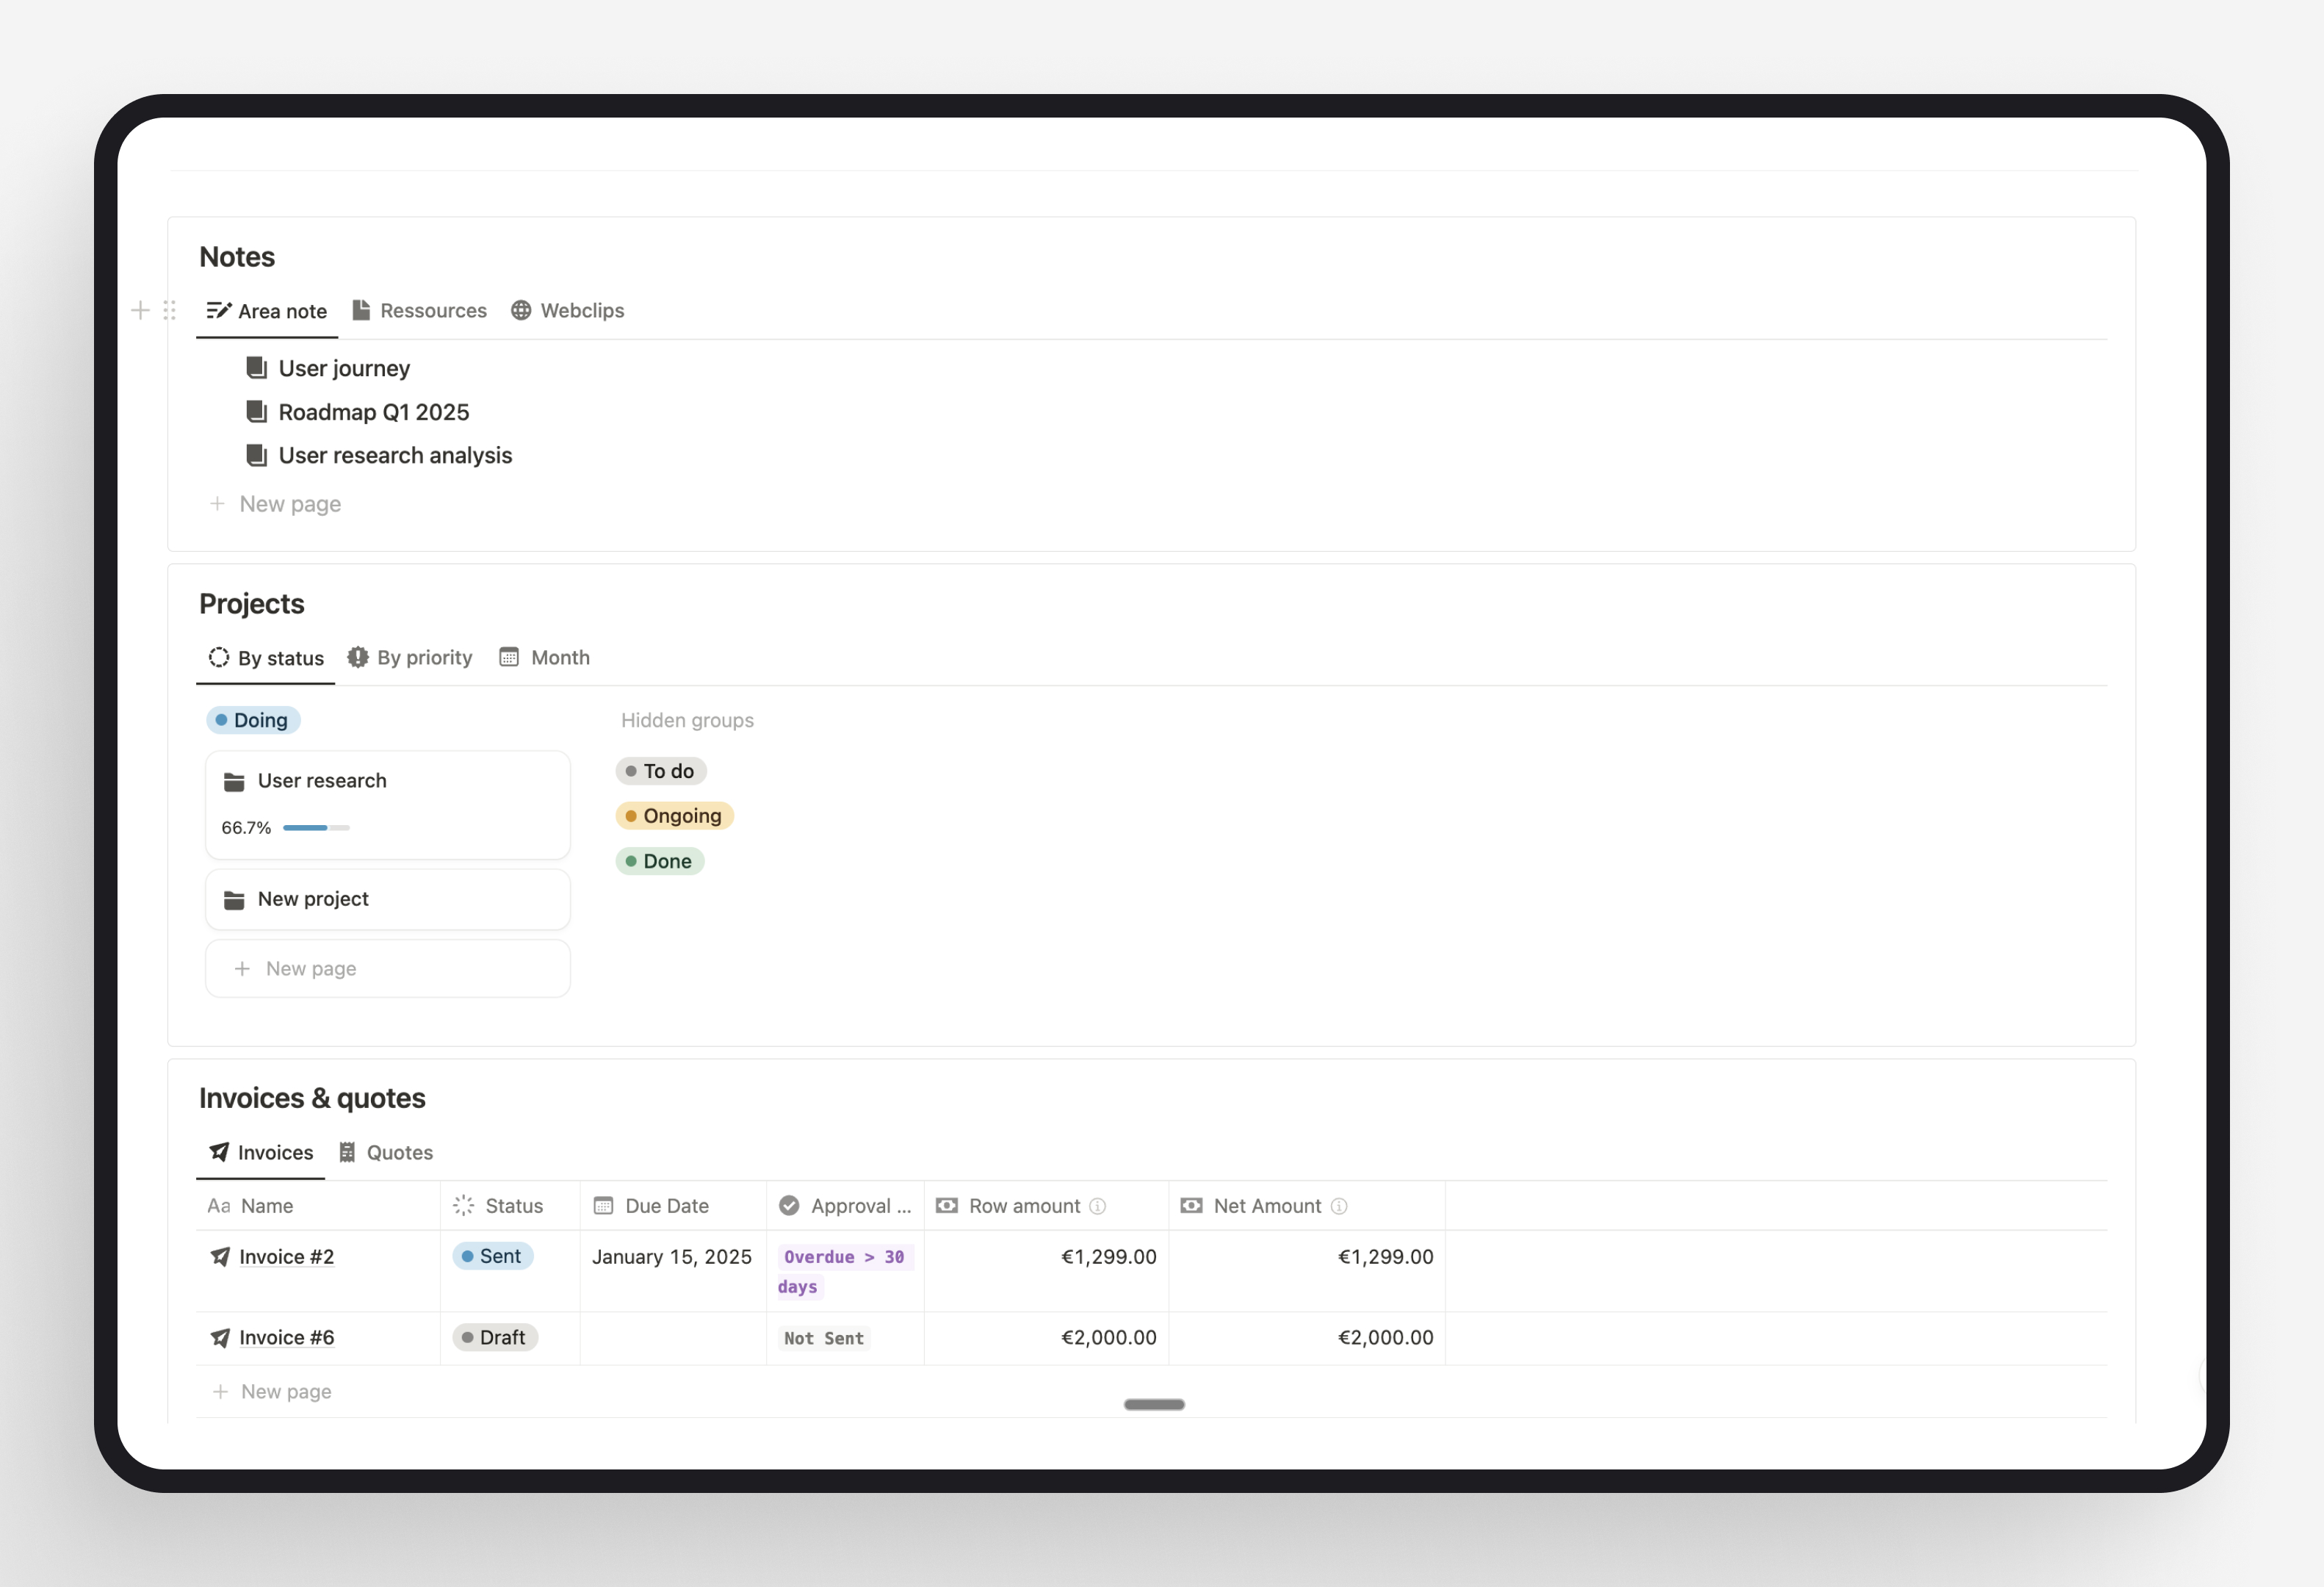 Notes
Area note Ressources Webclips
User journey
Roadmap Q1 2025
User research analysis
New page
Projects
By status By priority Month
Doing
User research
66.7%
New project
New page
Hidden groups
To do
Ongoing
Done
Invoices & quotes
Invoices Quotes
Aa Name Status Due Date Approval ... Row amount Net Amount
Invoice #2 Sent January 15, 2025 Overdue > 30 €1,299.00 €1,299.00
days
Invoice #6 Draft Not Sent €2,000.00 €2,000.00
New page